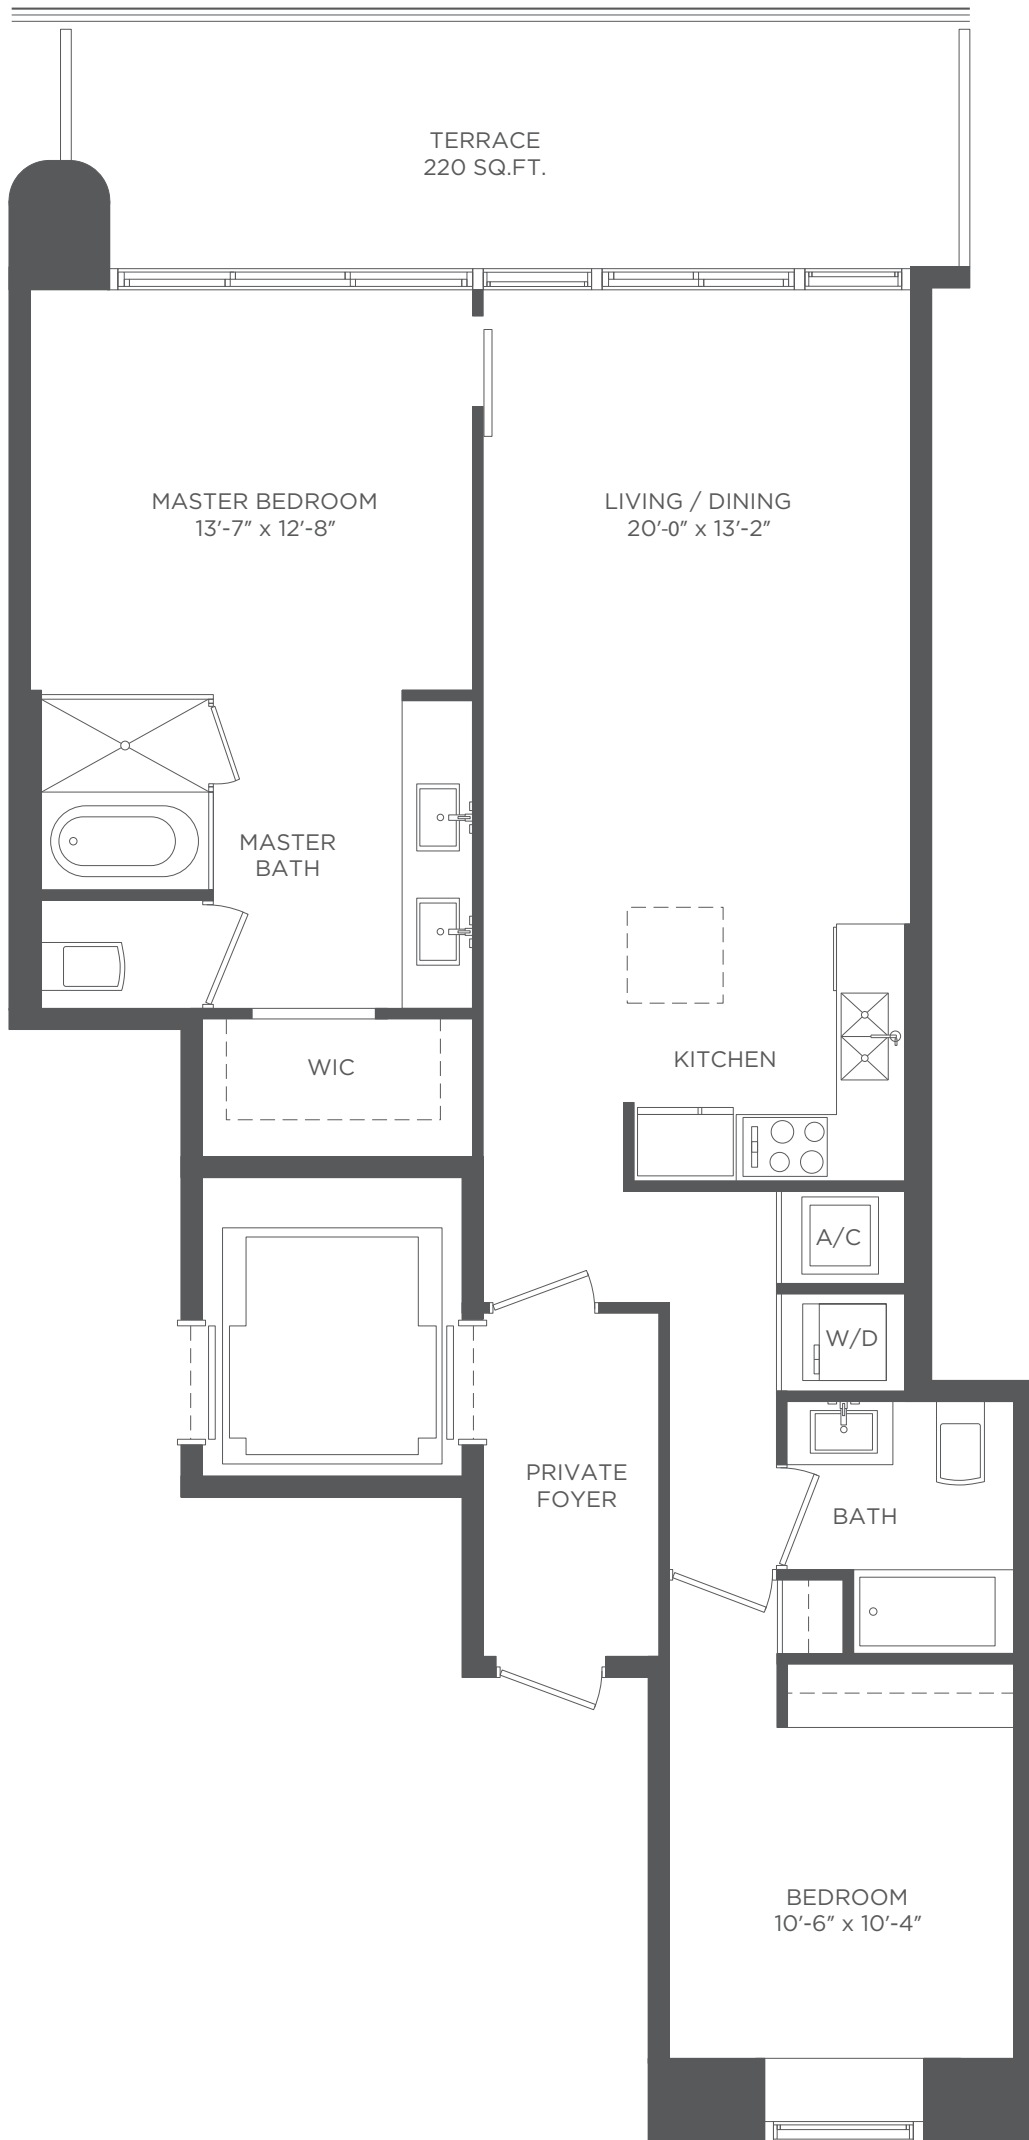 TERRACE
220 SQ.FT.
MASTER BEDROOM
13'-7" x 12'-8"
LIVING / DINING
20'-0" x 13'-2"
MASTER
BATH
KITCHEN
WIC
A/C
W/D
PRIVATE
FOYER
BATH
BEDROOM
10'-6" x 10'-4"